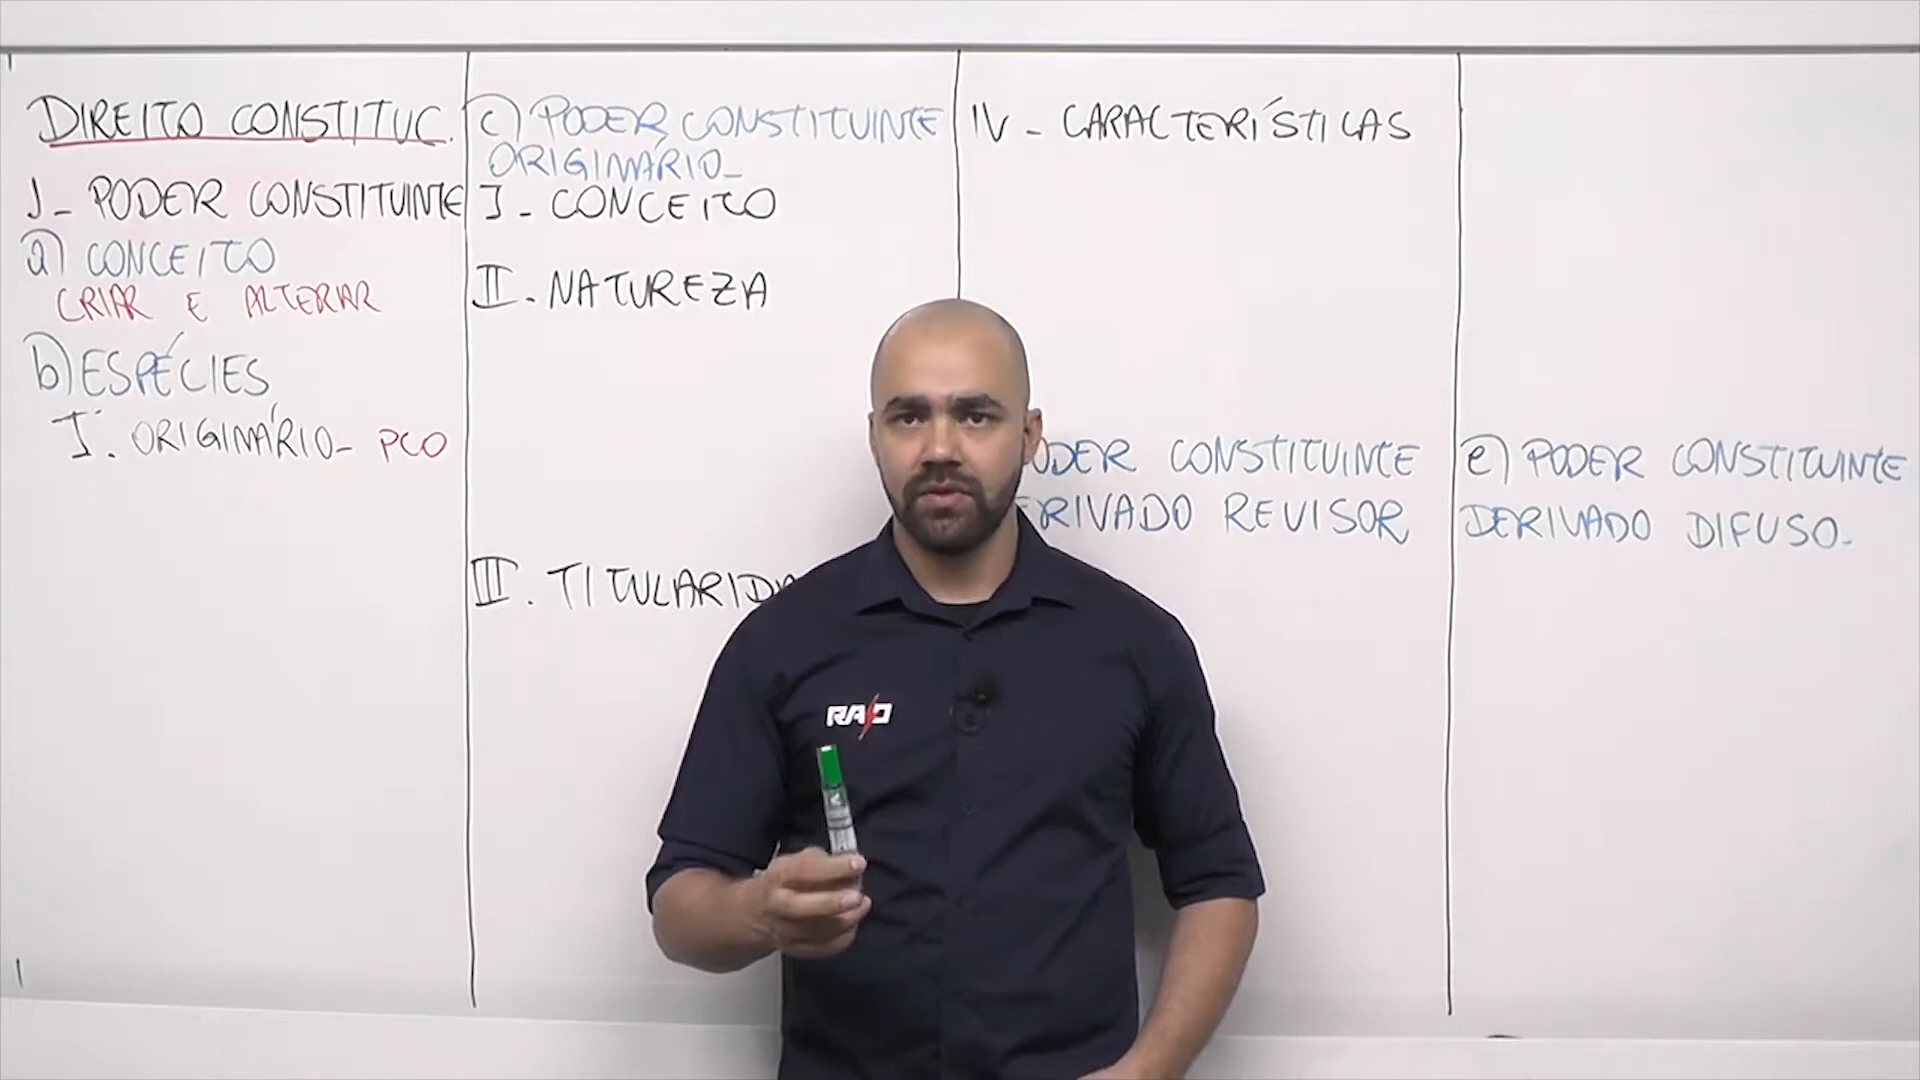 DIREITO CONSTITUC.
I - PODER CONSTITUINTE
a) CONCEITO
CRIAR E ALTERAR
b) ESPÉCIES
I. ORIGINÁRIO - PCO
c) PODER CONSTITUINTE
ORIGINÁRIO -
I - CONCEITO
II. NATUREZA
III. TITULARIDA
IV - CARACTERÍSTICAS
ODER CONSTITUINTE
ERIVADO REVISOR
e) PODER CONSTITUINTE
DERIVADO DIFUSO -
RAIO